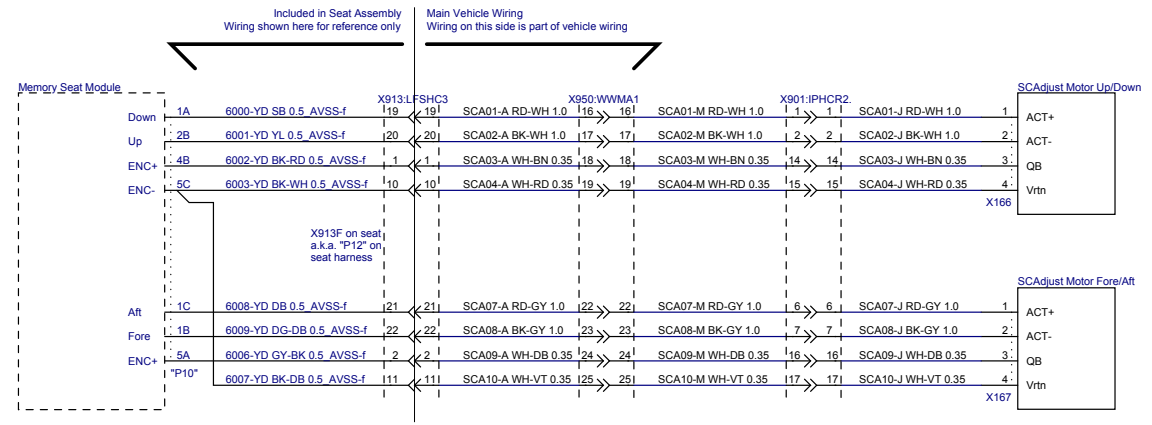 Included in Seat Assembly
Wiring shown here for reference only
Main Vehicle Wiring
Wiring on this side is part of vehicle wiring
Memory Seat Module
X913:LFSHC3
X950:WWMA1
X901:IPHCR2.
SCAdjust Motor Up/Down
Down 1A 6000-YD SB 0.5_AVSS-f 19 19 SCA01-A RD-WH 1.0 16 16 SCA01-M RD-WH 1.0 1 1 SCA01-J RD-WH 1.0 1 ACT+
Up 2B 6001-YD YL 0.5_AVSS-f 20 20 SCA02-A BK-WH 1.0 17 17 SCA02-M BK-WH 1.0 2 2 SCA02-J BK-WH 1.0 2 ACT-
ENC+ 4B 6002-YD BK-RD 0.5_AVSS-f 1 1 SCA03-A WH-BN 0.35 18 18 SCA03-M WH-BN 0.35 14 14 SCA03-J WH-BN 0.35 3 QB
ENC- 5C 6003-YD BK-WH 0.5_AVSS-f 10 10 SCA04-A WH-RD 0.35 19 19 SCA04-M WH-RD 0.35 15 15 SCA04-J WH-RD 0.35 4 Vrtn
X166
X913F on seat
a.k.a. "P12" on
seat harness
SCAdjust Motor Fore/Aft
Aft 1C 6008-YD DB 0.5_AVSS-f 21 21 SCA07-A RD-GY 1.0 22 22 SCA07-M RD-GY 1.0 6 6 SCA07-J RD-GY 1.0 1 ACT+
Fore 1B 6009-YD DG-DB 0.5_AVSS-f 22 22 SCA08-A BK-GY 1.0 23 23 SCA08-M BK-GY 1.0 7 7 SCA08-J BK-GY 1.0 2 ACT-
ENC+ 5A 6006-YD GY-BK 0.5_AVSS-f 2 2 SCA09-A WH-DB 0.35 24 24 SCA09-M WH-DB 0.35 16 16 SCA09-J WH-DB 0.35 3 QB
"P10" 6007-YD BK-DB 0.5_AVSS-f 11 11 SCA10-A WH-VT 0.35 25 25 SCA10-M WH-VT 0.35 17 17 SCA10-J WH-VT 0.35 4 Vrtn
X167